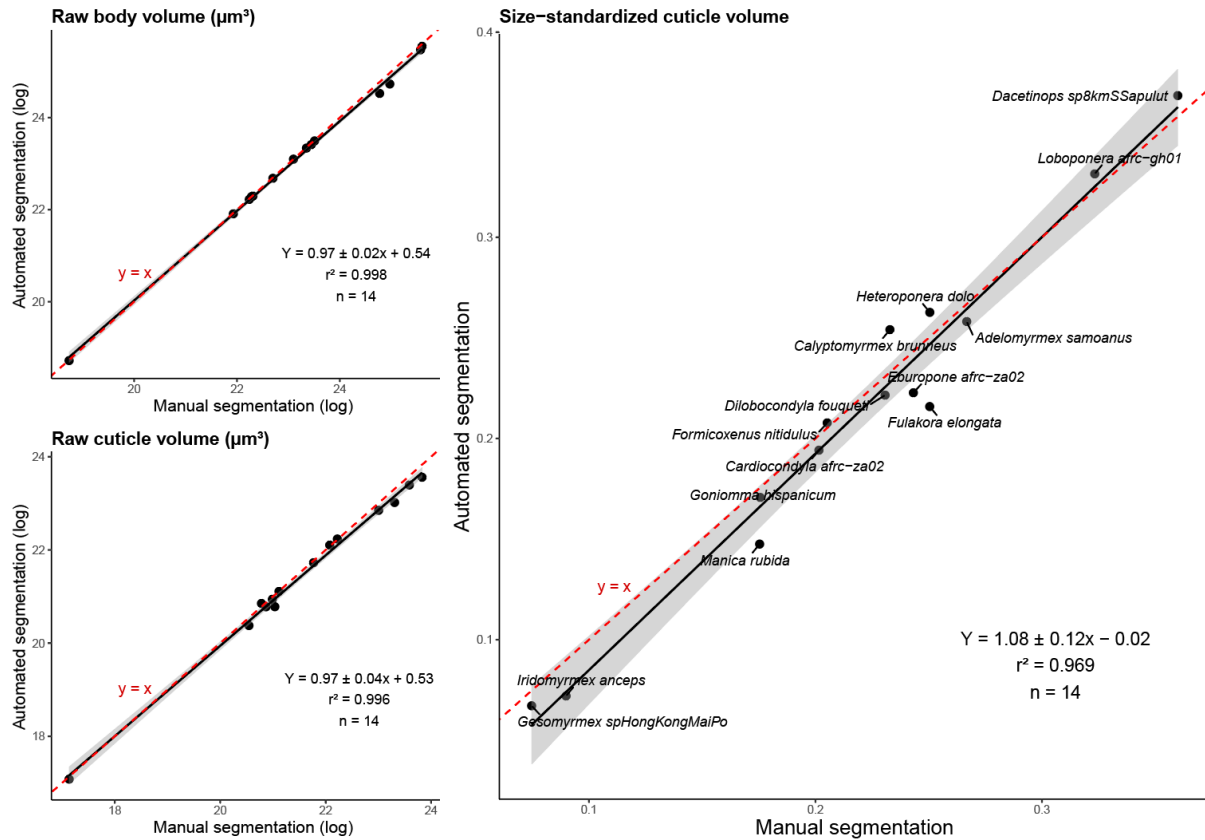 Raw body volume (µm³)
Automated segmentation (log)
24
22
20
y = x
Y = 0.97 ± 0.02x + 0.54
r² = 0.998
n = 14
20
22
24
Manual segmentation (log)
Raw cuticle volume (µm³)
Automated segmentation (log)
24
22
20
18
y = x
Y = 0.97 ± 0.04x + 0.53
r² = 0.996
n = 14
18
20
22
24
Manual segmentation (log)
Size−standardized cuticle volume
Automated segmentation
0.4
0.3
0.2
0.1
Dacetinops sp8kmSSapulut
Loboponera afrc−gh01
Heteroponera dolo
Calyptomyrmex brunneus
Adelomyrmex samoanus
Eburopone afrc−za02
Dilobocondyla fouqueti
Fulakora elongata
Formicoxenus nitidulus
Cardiocondyla afrc−za02
Goniomma hispanicum
Manica rubida
y = x
Iridomyrmex anceps
Gesomyrmex spHongKongMaiPo
Y = 1.08 ± 0.12x − 0.02
r² = 0.969
n = 14
0.1
0.2
0.3
Manual segmentation